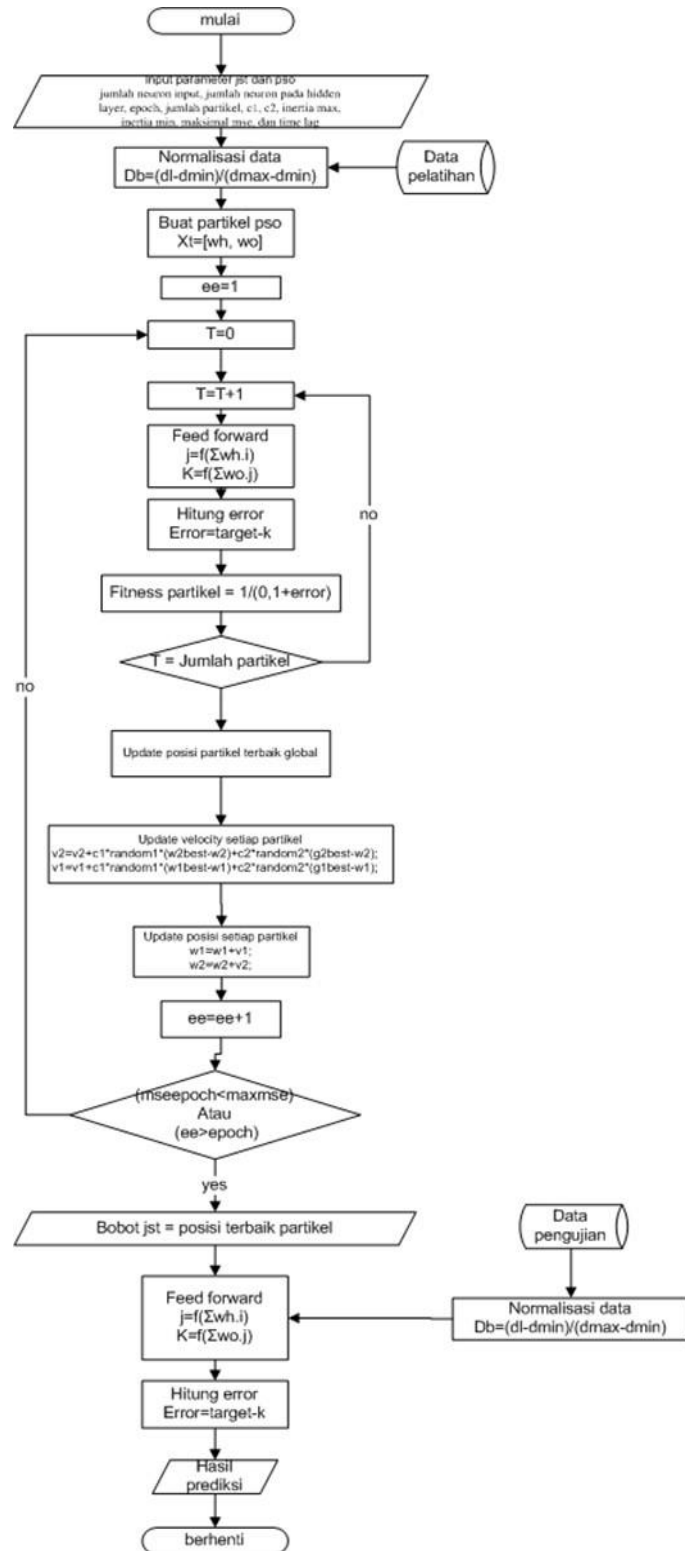 mulai
Input parameter jst dan pso
jumlah neuron input, jumlah neuron pada hidden
layer, epoch, jumlah partikel, c1, c2, inertia max,
inertia min, maksimal mse, dan time lag
Normalisasi data
Db=(dl-dmin)/(dmax-dmin)
Data
pelatihan
Buat partikel pso
Xt=[wh, wo]
ee=1
T=0
T=T+1
Feed forward
j=f(Σwh.i)
K=f(Σwo.j)
no
Hitung error
Error=target-k
Fitness partikel = 1/(0,1+error)
T = Jumlah partikel
no
Update posisi partikel terbaik global
Update velocity setiap partikel
v2=v2+c1*random1*(w2best-w2)+c2*random2*(g2best-w2);
v1=v1+c1*random1*(w1best-w1)+c2*random2*(g1best-w1);
Update posisi setiap partikel
w1=w1+v1;
w2=w2+v2;
ee=ee+1
(mseepoch<maxmse)
Atau
(ee>epoch)
yes
Bobot jst = posisi terbaik partikel
Data
pengujian
Feed forward
j=f(Σwh.i)
K=f(Σwo.j)
Normalisasi data
Db=(dl-dmin)/(dmax-dmin)
Hitung error
Error=target-k
Hasil
prediksi
berhenti